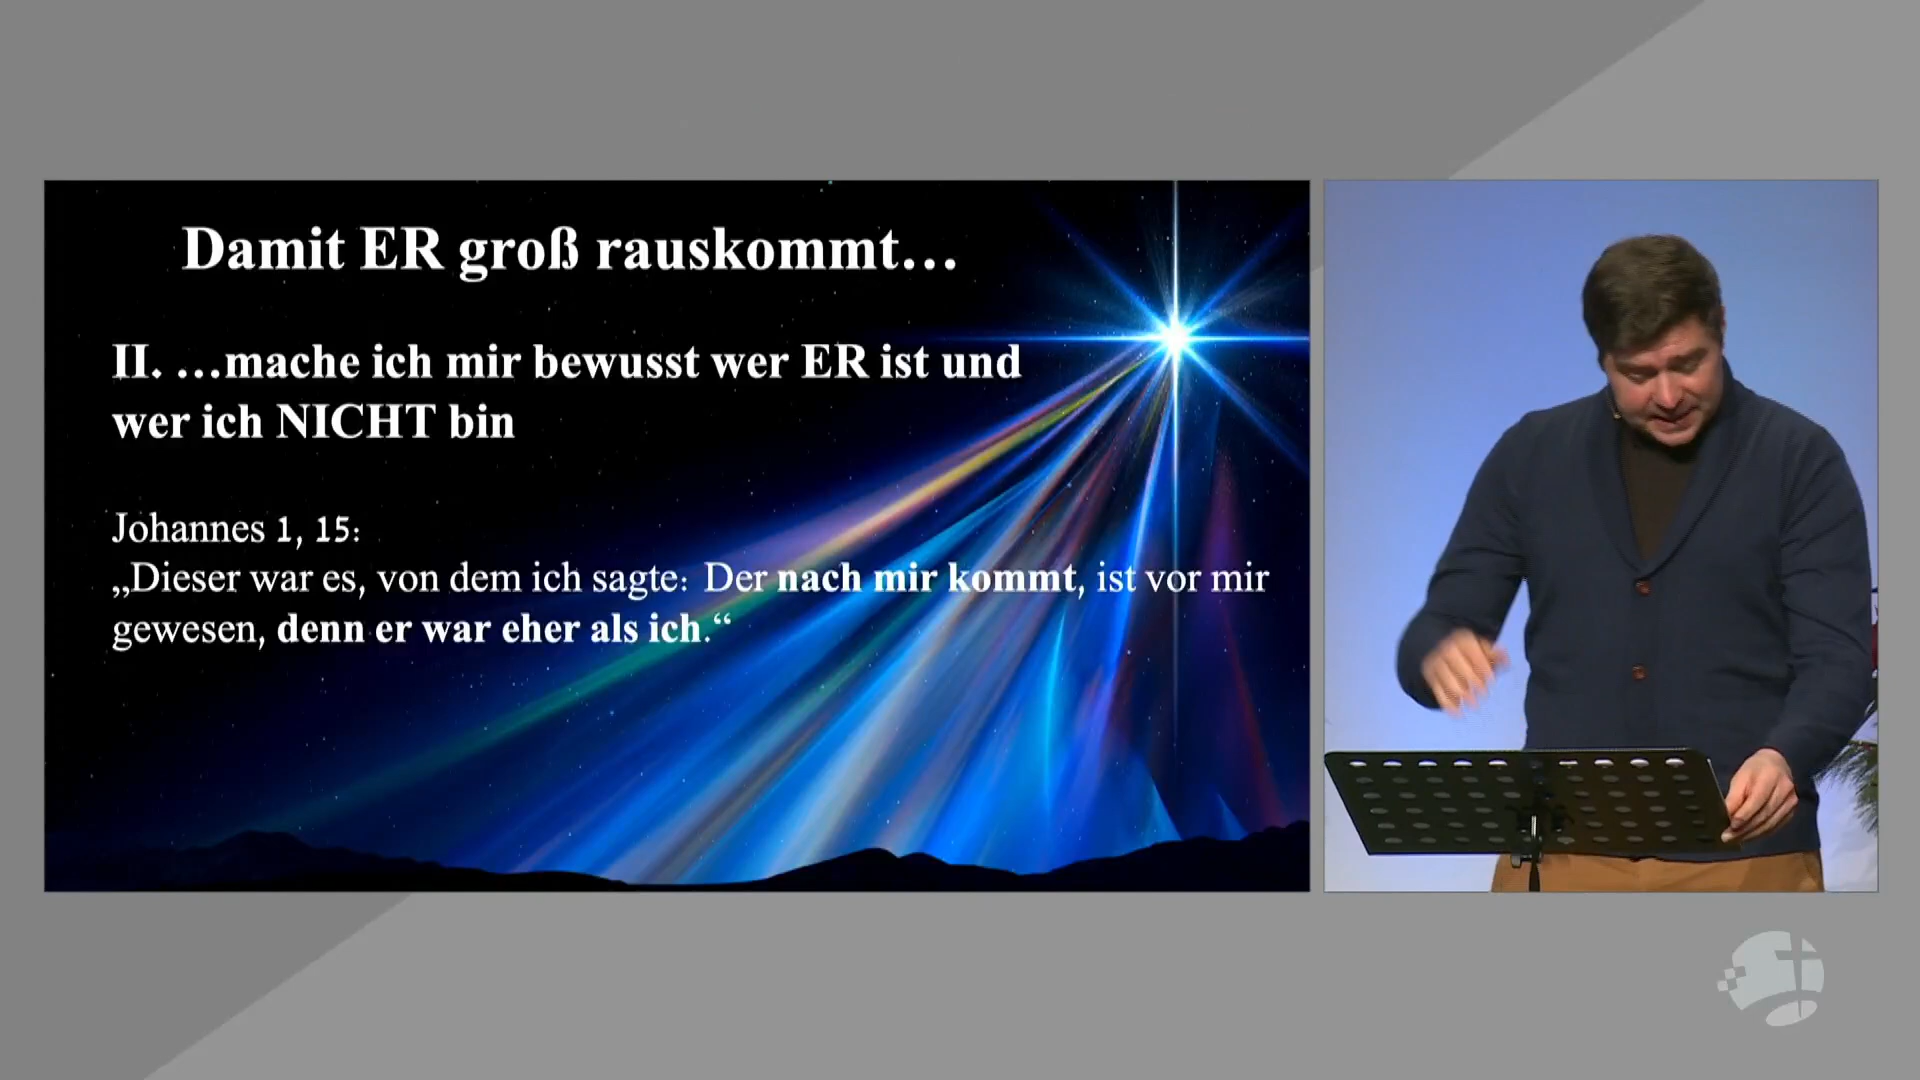 Damit ER groß rauskommt…
II. …mache ich mir bewusst wer ER ist und
wer ich NICHT bin
Johannes 1, 15:
„Dieser war es, von dem ich sagte: Der nach mir kommt, ist vor mir
gewesen, denn er war eher als ich.“